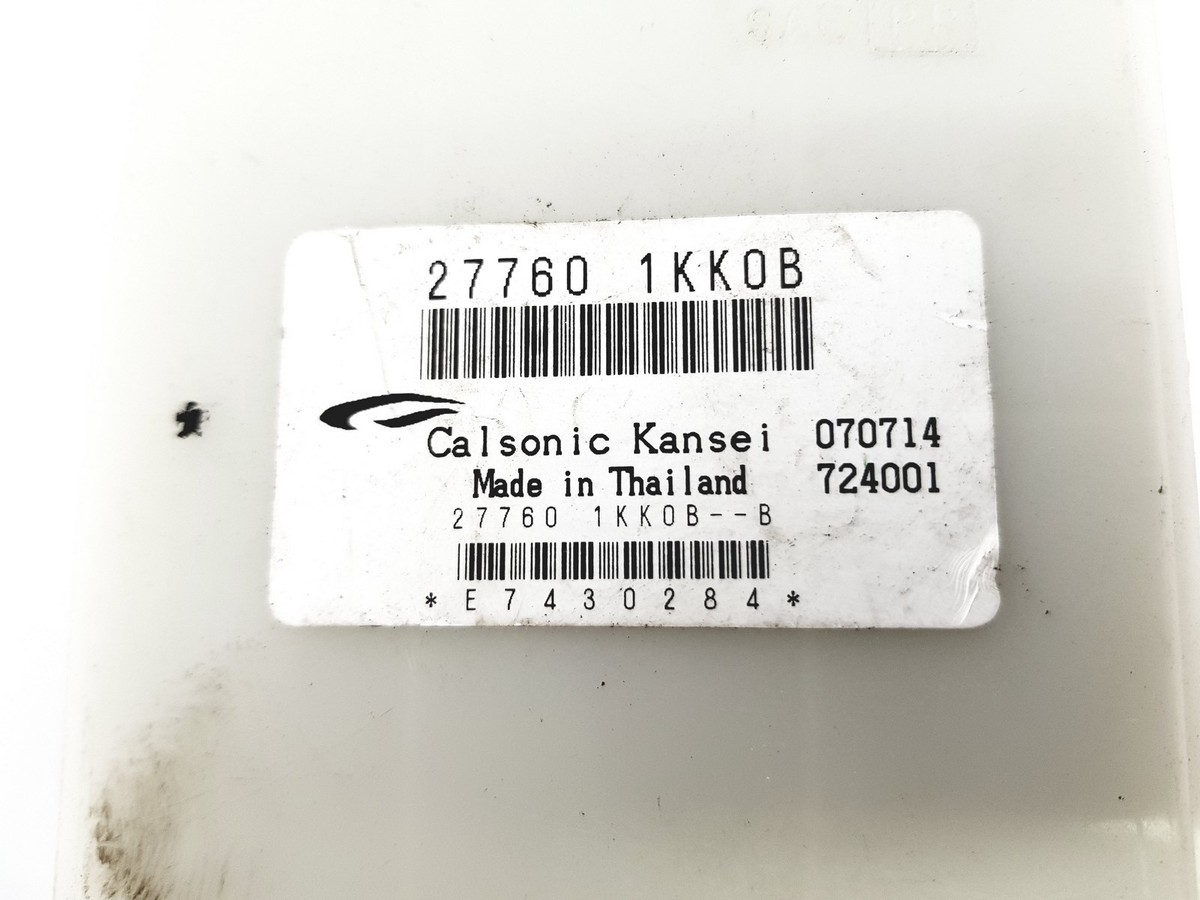 27760 1KK0B
Calsonic Kansei 070714
Made in Thailand 724001
27760 1KK0B--B
*E7430284*